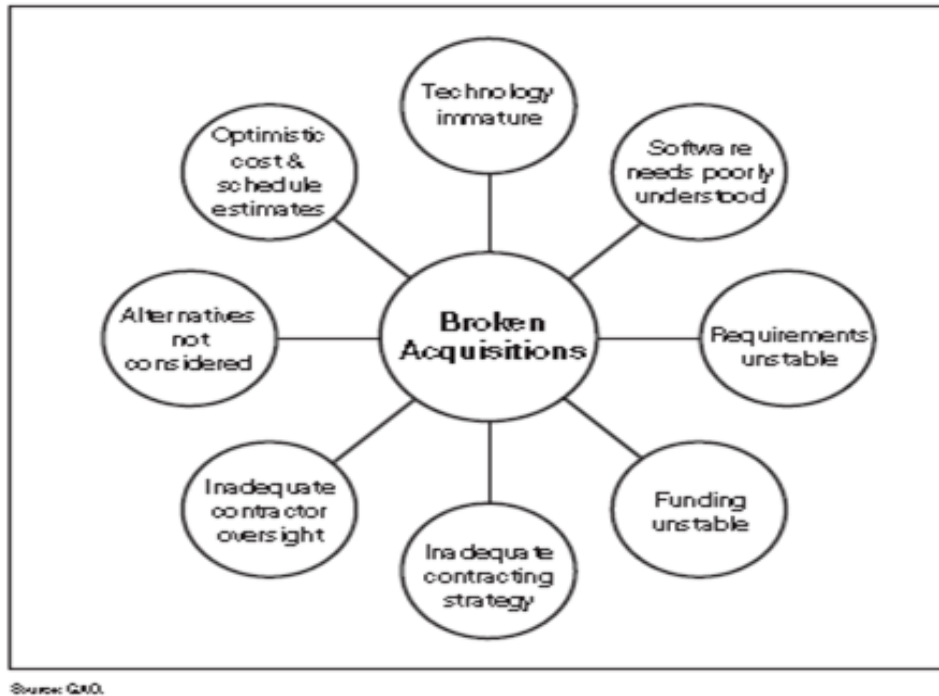 Technology
immature
Optimistic
cost &
schedule
estimates
Software
needs poorly
understood
Broken
Acquisitions
Alternatives
not
considered
Requirements
unstable
Inadequate
contractor
oversight
Funding
unstable
Inadequate
contracting
strategy
Source: GAO.